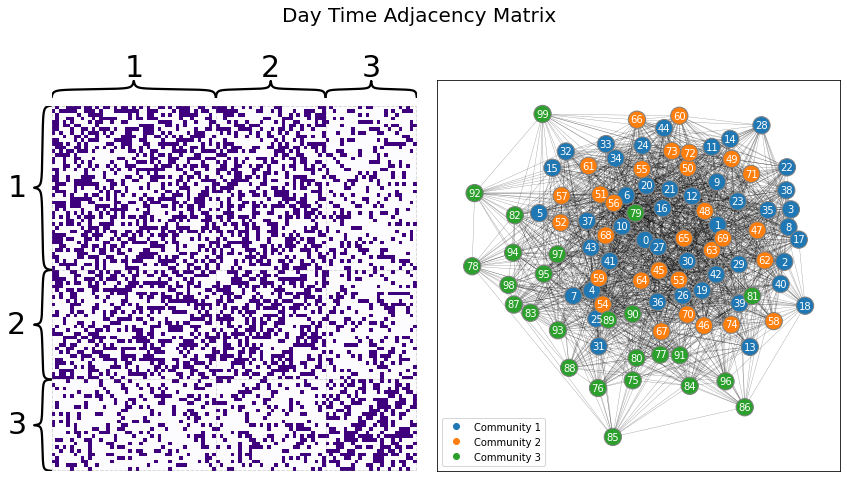 Day Time Adjacency Matrix
1 2 3
1
2
3
99 66 60 44 28
33 24 73 72 11 14
32 34 49
15 61 55 50 71 22
92 57 51 6 20 21 12 9 23 38
82 5 56 79 16 48 35 3
52 37 10 1 47 8
68 0 65 69 17
94 97 43 27 63
78 95 41 45 30 29 62 2
98 59 64 53 42 40
87 7 4 36 26 19 81
83 54 90 70 39 18
93 25 89 67 46 74 58
31 80 77 91 13
88 76 75 84 96
85 86
Community 1
Community 2
Community 3